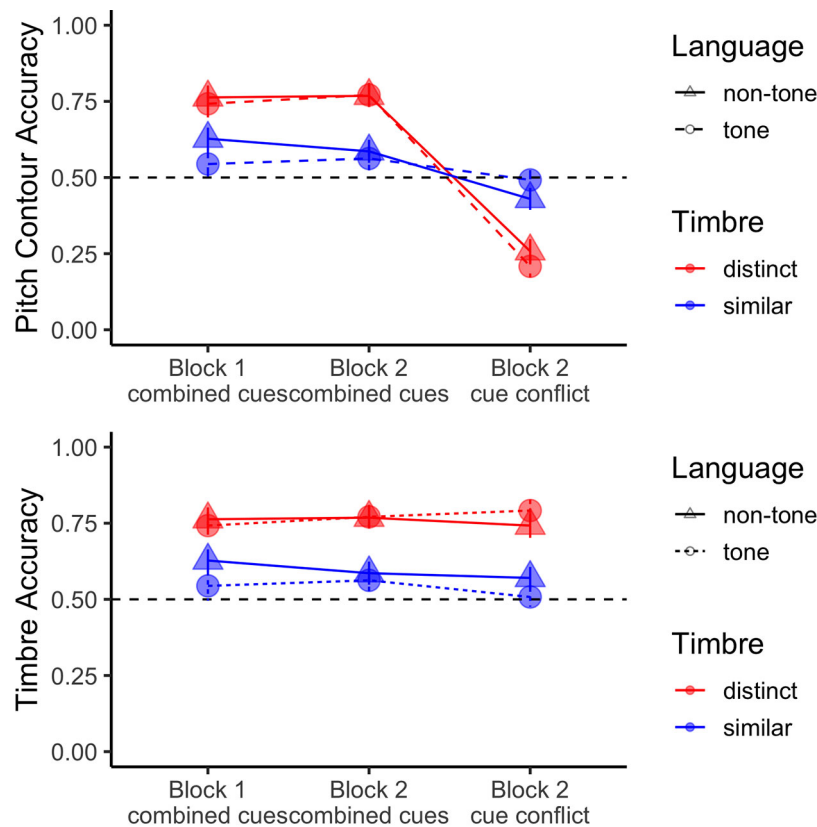 Pitch Contour Accuracy
1.00
0.75
0.50
0.25
0.00
Block 1
combined cues
Block 2
combined cues
Block 2
cue conflict
Language
non-tone
tone
Timbre
distinct
similar
Timbre Accuracy
1.00
0.75
0.50
0.25
0.00
Block 1
combined cues
Block 2
combined cues
Block 2
cue conflict
Language
non-tone
tone
Timbre
distinct
similar